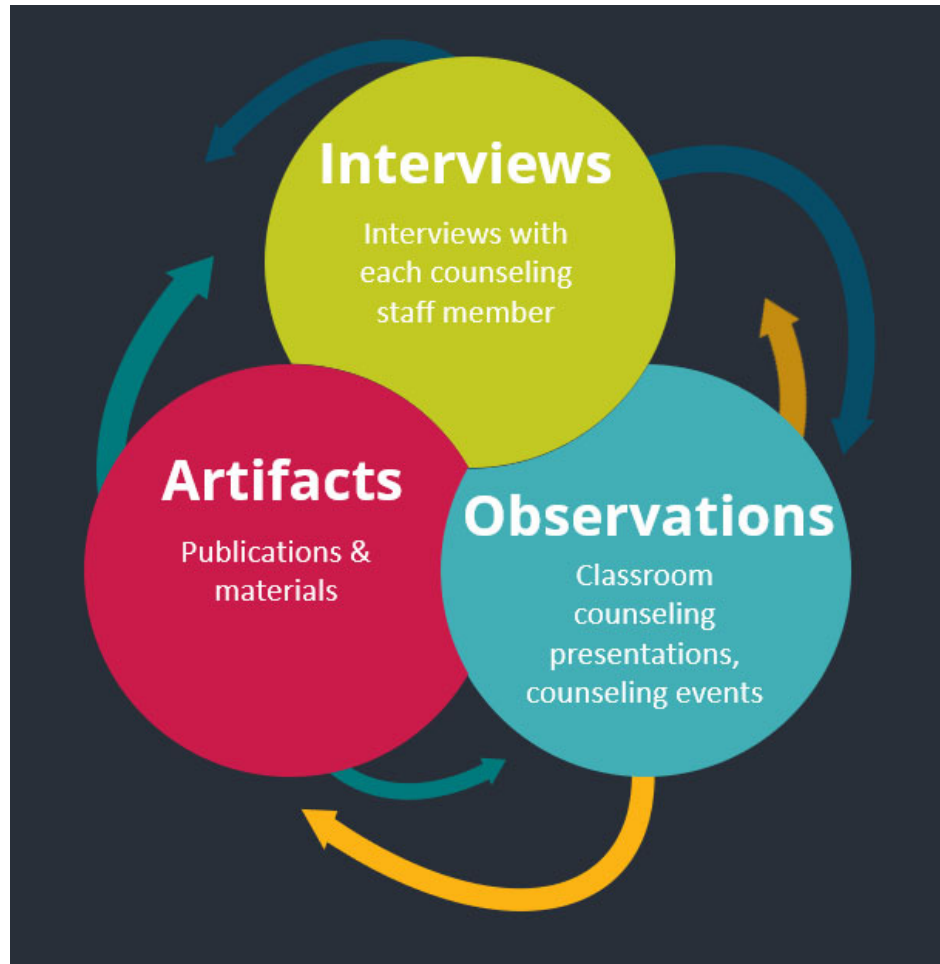 Interviews
Interviews with
each counseling
staff member
Artifacts
Publications &
materials
Observations
Classroom
counseling
presentations,
counseling events